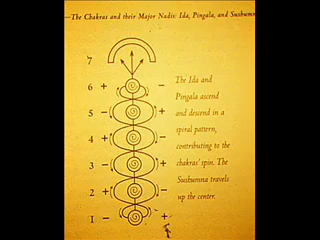 —The Chakras and their Major Nadis: Ida, Pingala, and Sushumn
7
6 + –
5 – +
4 + –
3 – +
2 + –
1 – +
The Ida and
Pingala ascend
and descend in a
spiral pattern,
contributing to the
chakras' spin. The
Sushumna travels
up the center.